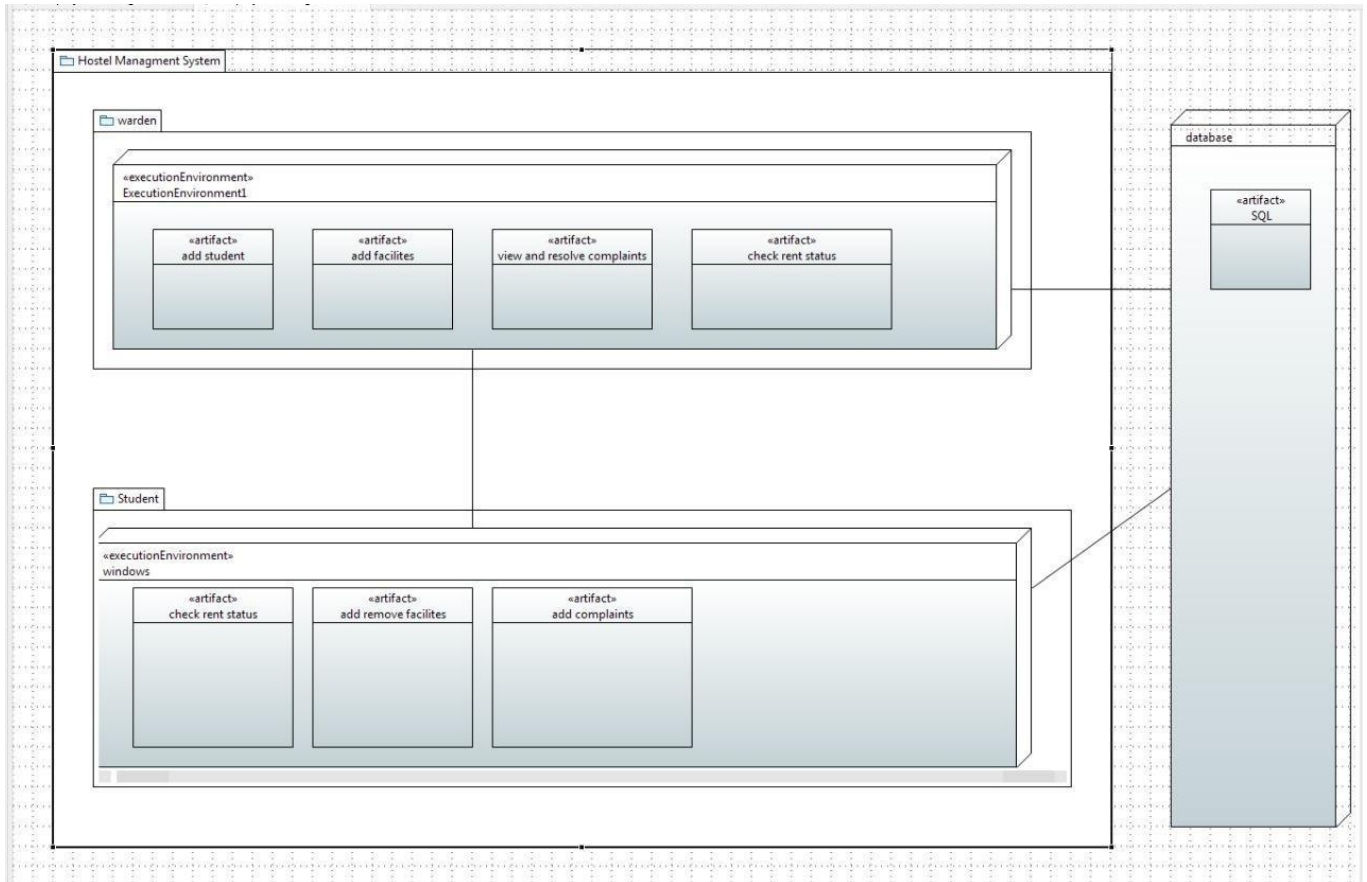 Hostel Managment System
warden
database
«executionEnvironment»
ExecutionEnvironment1
«artifact»
SQL
«artifact»
add student
«artifact»
add facilites
«artifact»
view and resolve complaints
«artifact»
check rent status
Student
«executionEnvironment»
windows
«artifact»
check rent status
«artifact»
add remove facilites
«artifact»
add complaints